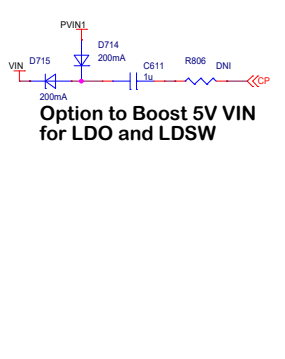 PVIN1
D714
200mA
VIN
D715
200mA
C611
1u
R806
DNI
CP
Option to Boost 5V VIN
for LDO and LDSW